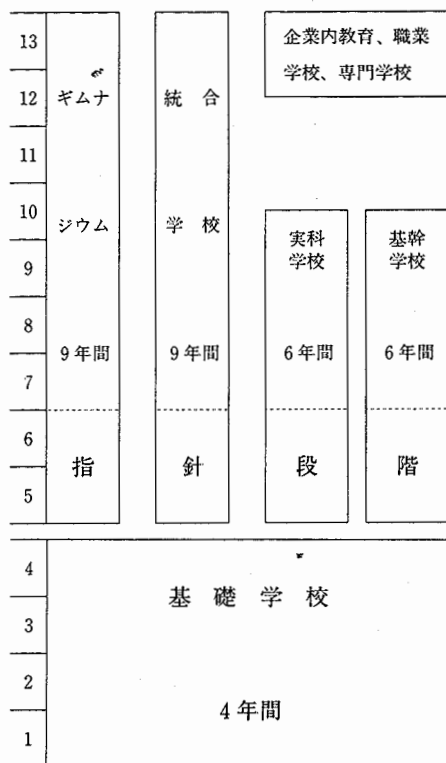 13
12
11
10
9
8
7
6
5
4
3
2
1
ギムナ
ジウム
9年間
統合
学校
9年間
企業内教育、職業
学校、専門学校
実科
学校
6年間
基幹
学校
6年間
指針段階
基礎学校
4年間